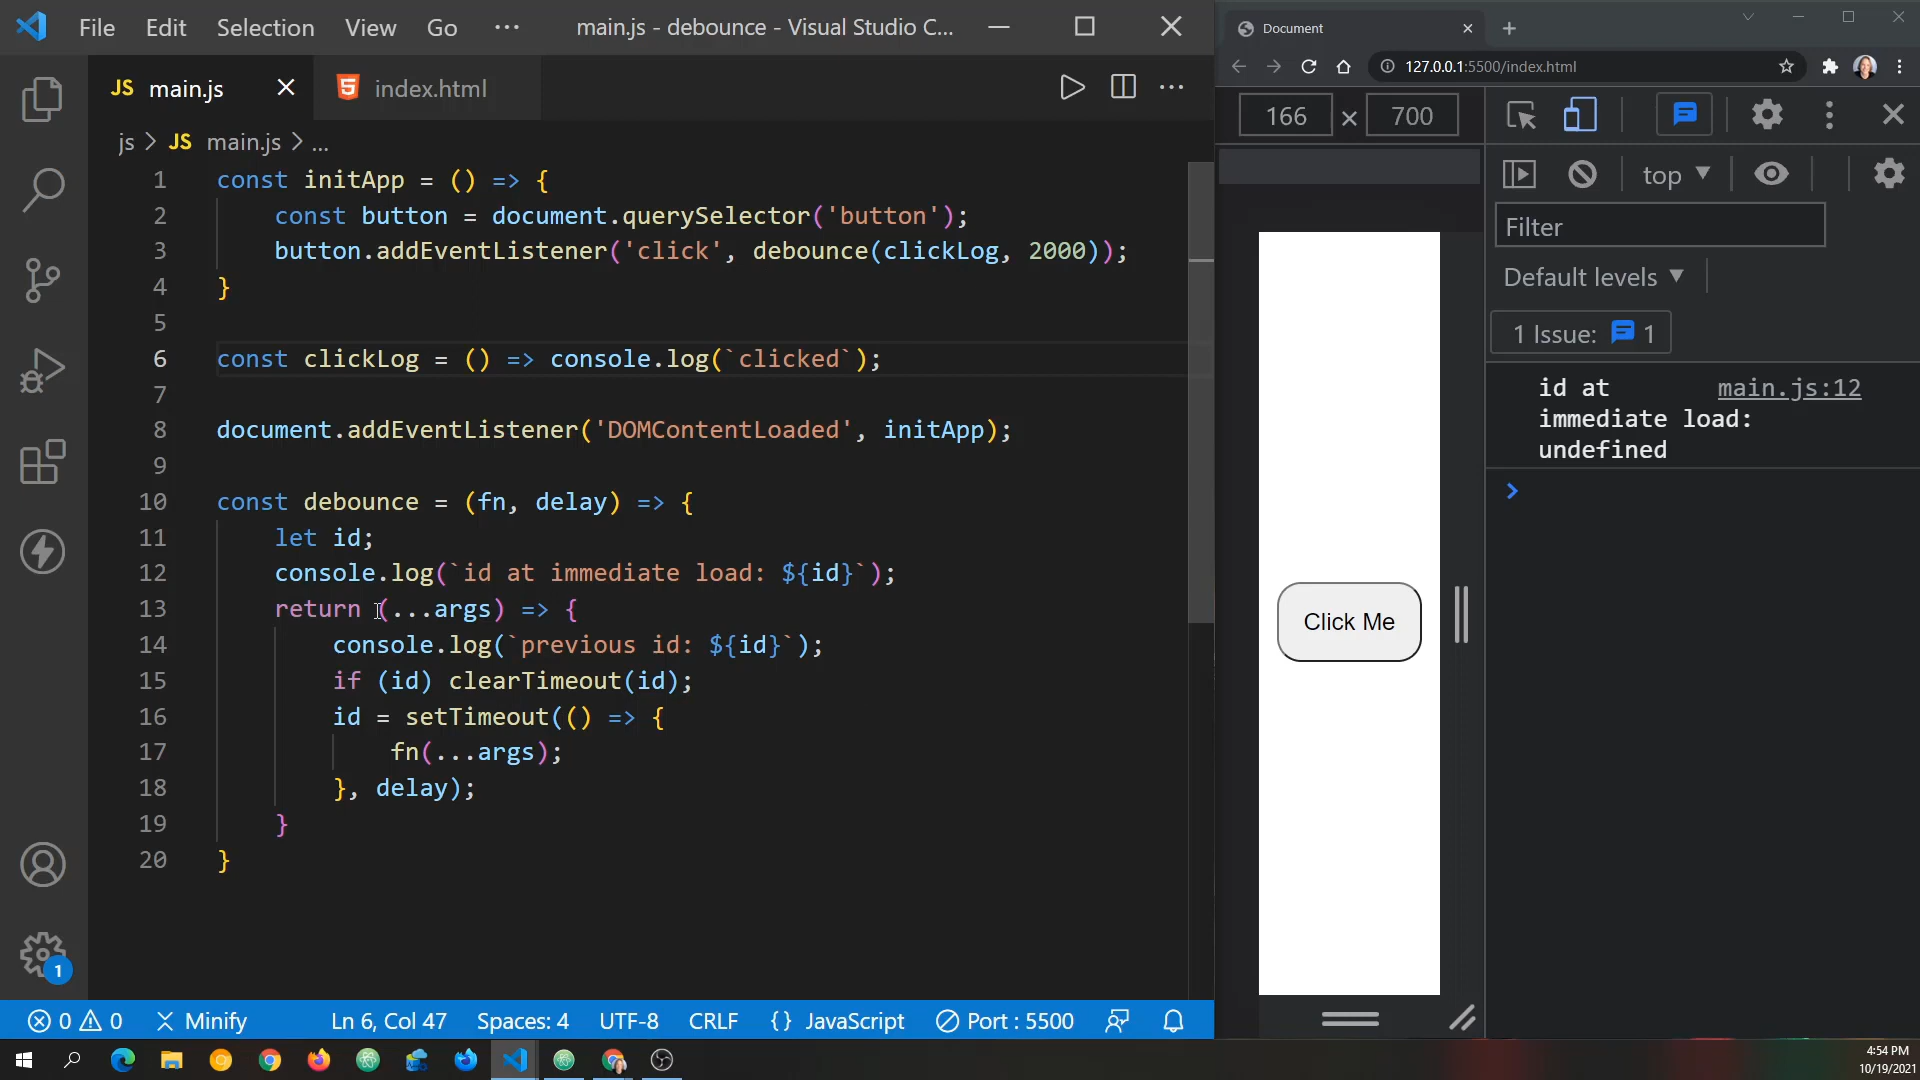 File Edit Selection View Go ··· main.js - debounce - Visual Studio C...
JS main.js index.html
js > JS main.js > ...
1 const initApp = () => {
2 const button = document.querySelector('button');
3 button.addEventListener('click', debounce(clickLog, 2000));
4 }
5
6 const clickLog = () => console.log(`clicked`);
7
8 document.addEventListener('DOMContentLoaded', initApp);
9
10 const debounce = (fn, delay) => {
11 let id;
12 console.log(`id at immediate load: ${id}`);
13 return (...args) => {
14 console.log(`previous id: ${id}`);
15 if (id) clearTimeout(id);
16 id = setTimeout(() => {
17 fn(...args);
18 }, delay);
19 }
20 }
1
0 0 Minify Ln 6, Col 47 Spaces: 4 UTF-8 CRLF {} JavaScript Port : 5500
Document
127.0.0.1:5500/index.html
166 × 700
top
Filter
Default levels
1 Issue: 1
id at main.js:12
immediate load:
undefined
Click Me
4:54 PM
10/19/2021